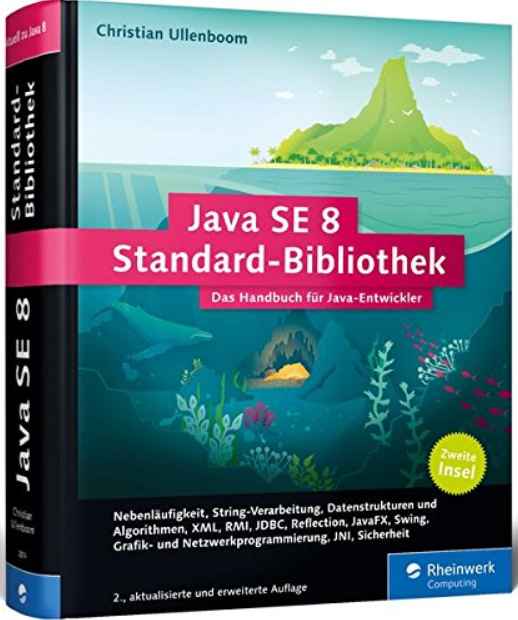 Christian Ullenboom
Java SE 8
Standard-Bibliothek
Das Handbuch für Java-Entwickler
Zweite
Insel
Nebenläufigkeit, String-Verarbeitung, Datenstrukturen und
Algorithmen, XML, RMI, JDBC, Reflection, JavaFX, Swing,
Grafik- und Netzwerkprogrammierung, JNI, Sicherheit
2., aktualisierte und erweiterte Auflage
Rheinwerk
Computing
Aktuell zu Java 8
Standard-
Bibliothek
Java SE 8
Christian
Ullenboom